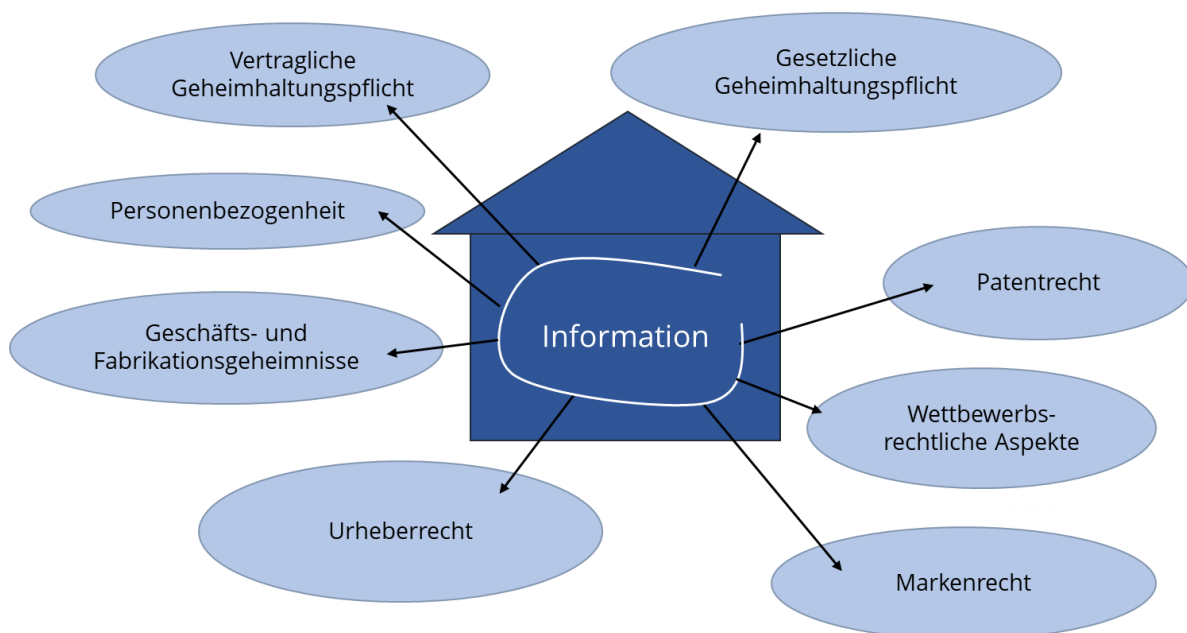 Vertragliche
Geheimhaltungspflicht
Gesetzliche
Geheimhaltungspflicht
Personenbezogenheit
Patentrecht
Geschäfts- und
Fabrikationsgeheimnisse
Information
Wettbewerbs-
rechtliche Aspekte
Urheberrecht
Markenrecht